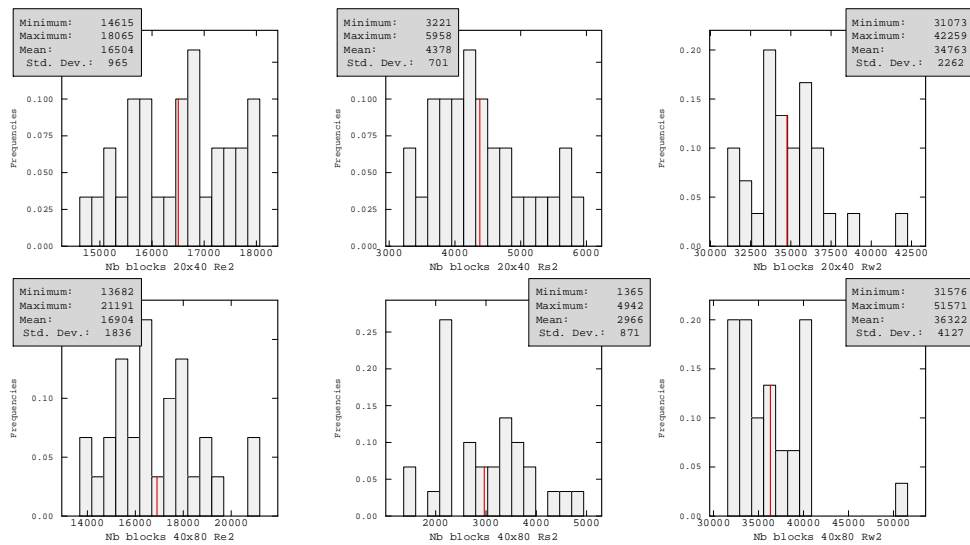 Minimum: 14615
Maximum: 18065
Mean: 16504
Std. Dev.: 965
Frequencies
0.100
0.075
0.050
0.025
0.000
15000 16000 17000 18000
Nb blocks 20x40 Re2
Minimum: 3221
Maximum: 5958
Mean: 4378
Std. Dev.: 701
Frequencies
0.100
0.075
0.050
0.025
0.000
3000 4000 5000 6000
Nb blocks 20x40 Rs2
Minimum: 31073
Maximum: 42259
Mean: 34763
Std. Dev.: 2262
Frequencies
0.20
0.15
0.10
0.05
0.00
30000 32500 35000 37500 40000 42500
Nb blocks 20x40 Rw2
Minimum: 13682
Maximum: 21191
Mean: 16904
Std. Dev.: 1836
Frequencies
0.10
0.05
0.00
14000 16000 18000 20000
Nb blocks 40x80 Re2
Minimum: 1365
Maximum: 4942
Mean: 2966
Std. Dev.: 871
Frequencies
0.25
0.20
0.15
0.10
0.05
0.00
2000 3000 4000 5000
Nb blocks 40x80 Rs2
Minimum: 31576
Maximum: 51571
Mean: 36322
Std. Dev.: 4127
Frequencies
0.20
0.15
0.10
0.05
0.00
30000 35000 40000 45000 50000
Nb blocks 40x80 Rw2